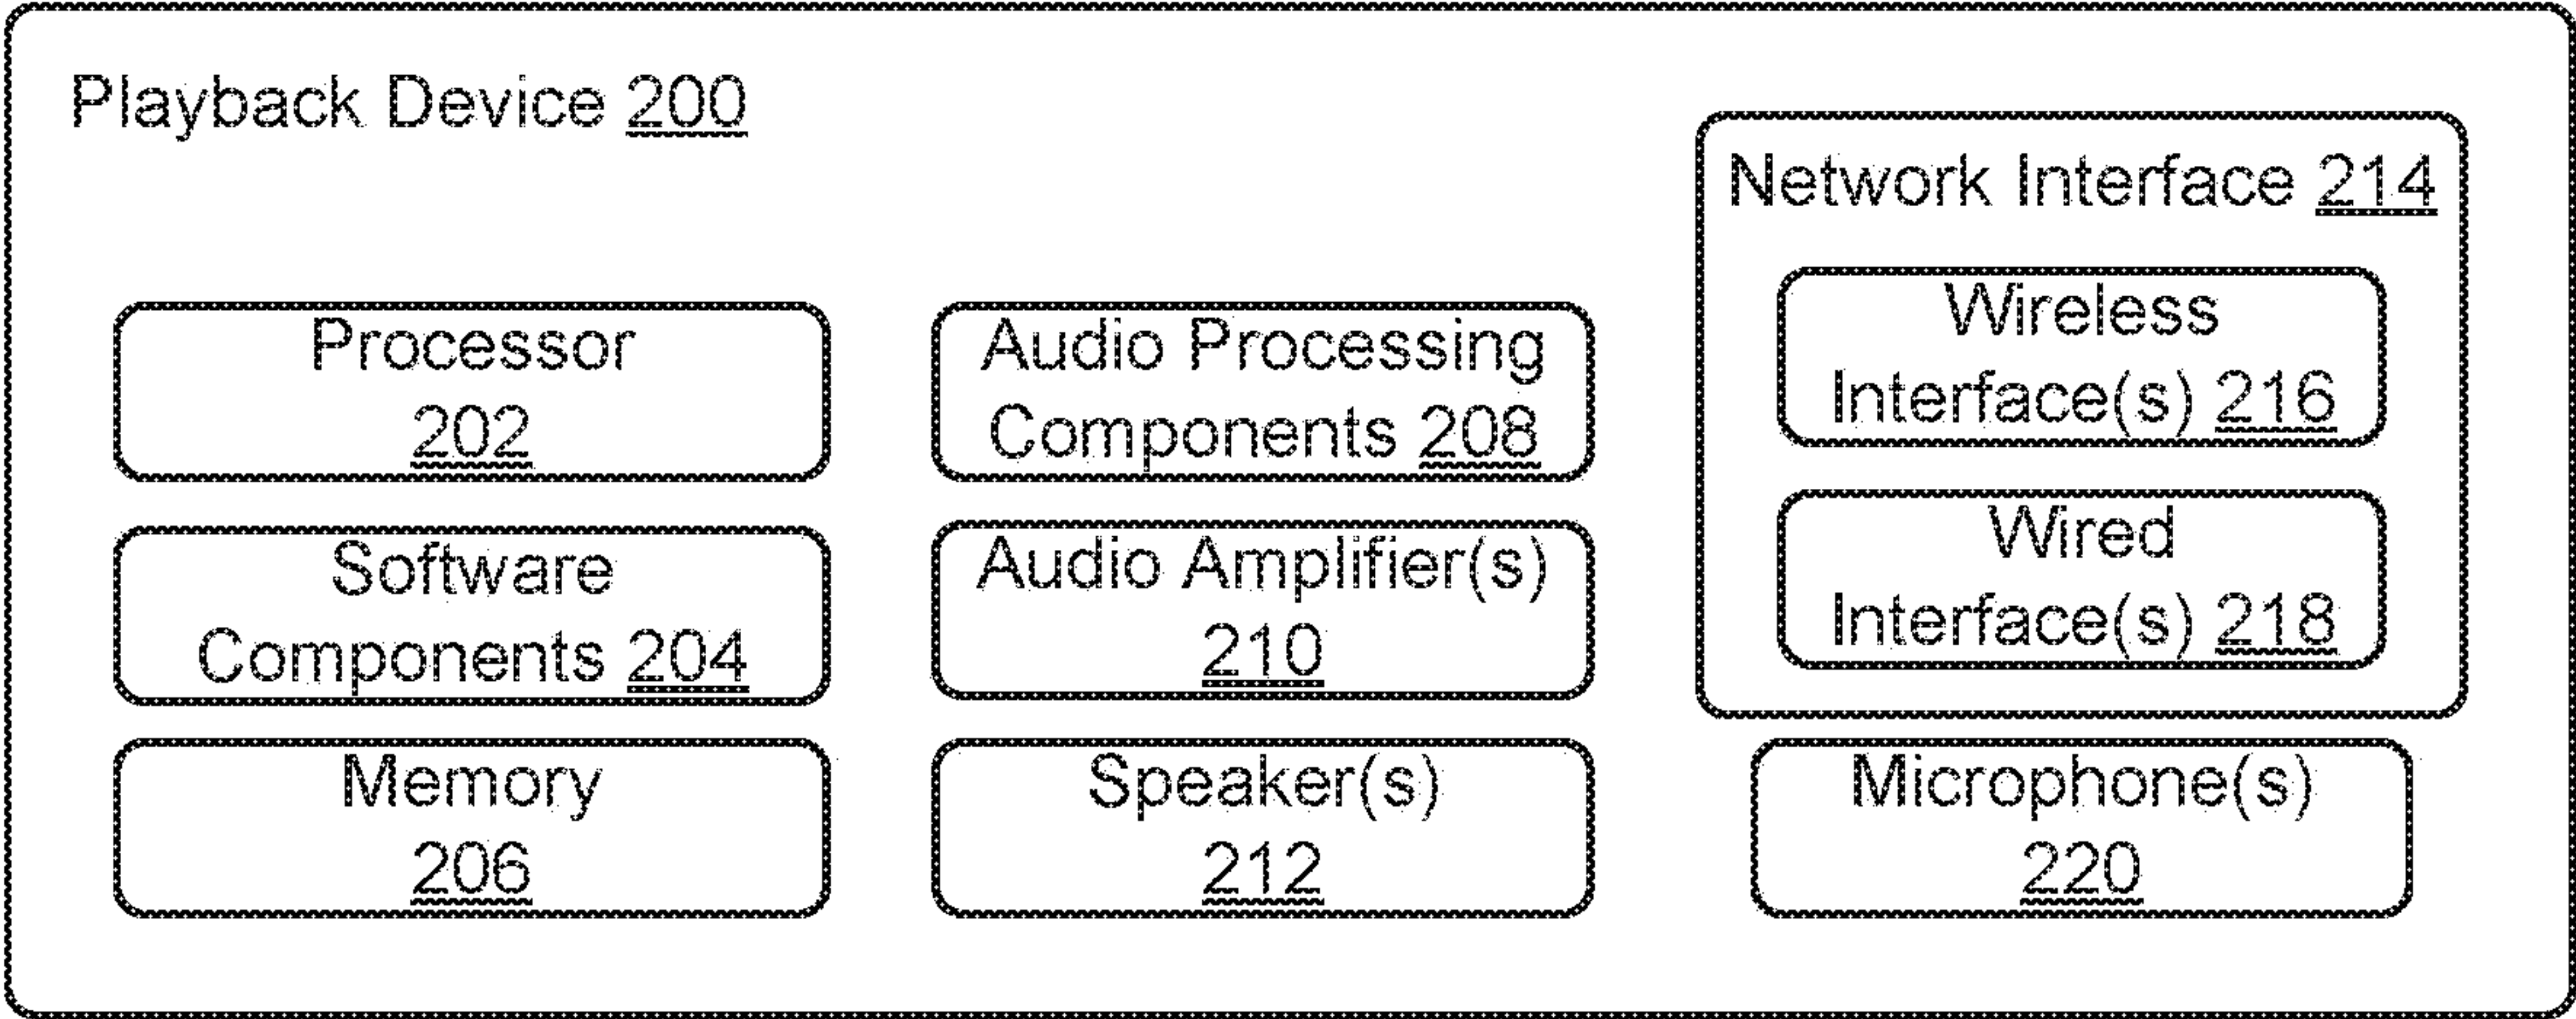 Playback Device 200
Processor
202
Software
Components 204
Memory
206
Audio Processing
Components 208
Audio Amplifier(s)
210
Speaker(s)
212
Network Interface 214
Wireless
Interface(s) 216
Wired
Interface(s) 218
Microphone(s)
220